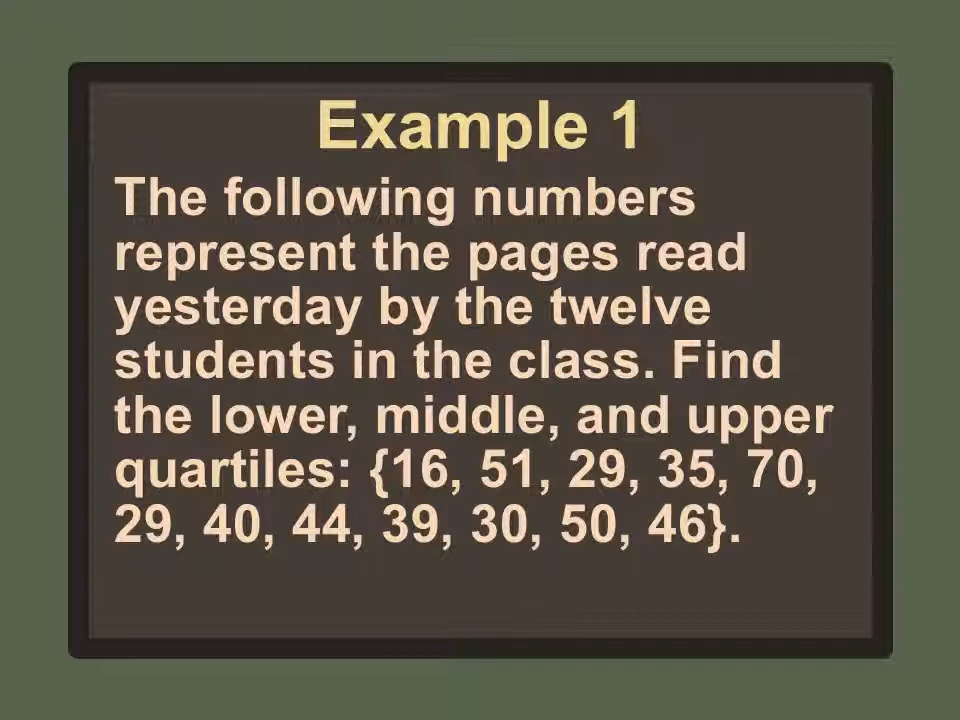 Example 1
The following numbers
represent the pages read
yesterday by the twelve
students in the class. Find
the lower, middle, and upper
quartiles: {16, 51, 29, 35, 70,
29, 40, 44, 39, 30, 50, 46}.